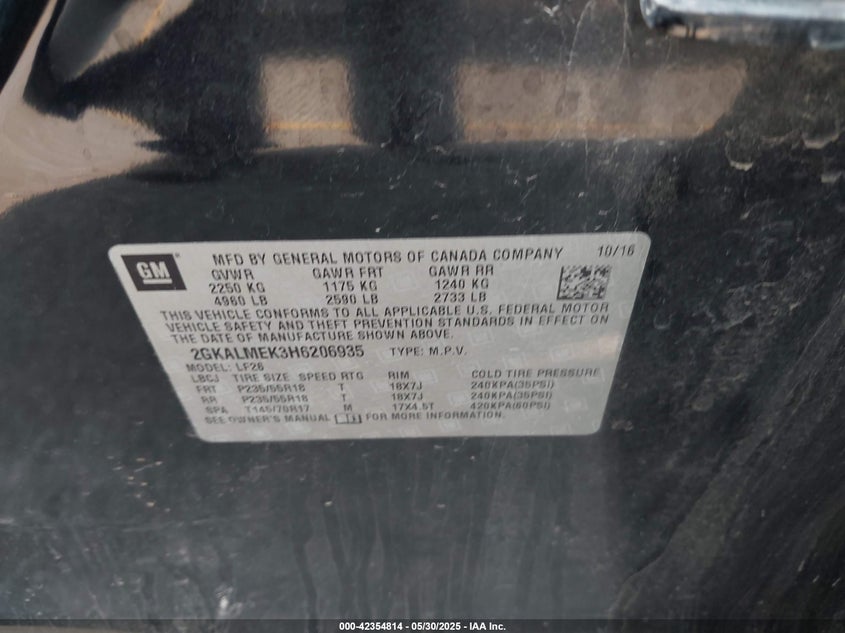 GM
MFD BY GENERAL MOTORS OF CANADA COMPANY 10/16
GVWR GAWR FRT GAWR RR
2250 KG 1175 KG 1240 KG
4960 LB 2590 LB 2733 LB
THIS VEHICLE CONFORMS TO ALL APPLICABLE U.S. FEDERAL MOTOR
VEHICLE SAFETY AND THEFT PREVENTION STANDARDS IN EFFECT ON
THE DATE OF MANUFACTURE SHOWN ABOVE.
2GKALMEK3H6206935 TYPE: M.P.V.
MODEL: LF26
LBCJ TIRE SIZE SPEED RTG RIM COLD TIRE PRESSURE
FRT P235/55R18 T 18X7J 240KPA(35PSI)
RR P235/55R18 T 18X7J 240KPA(35PSI)
SPA T145/70R17 M 17X4.5T 420KPA(60PSI)
SEE OWNER'S MANUAL FOR MORE INFORMATION.
000-42354814 - 05/30/2025 - IAA Inc.